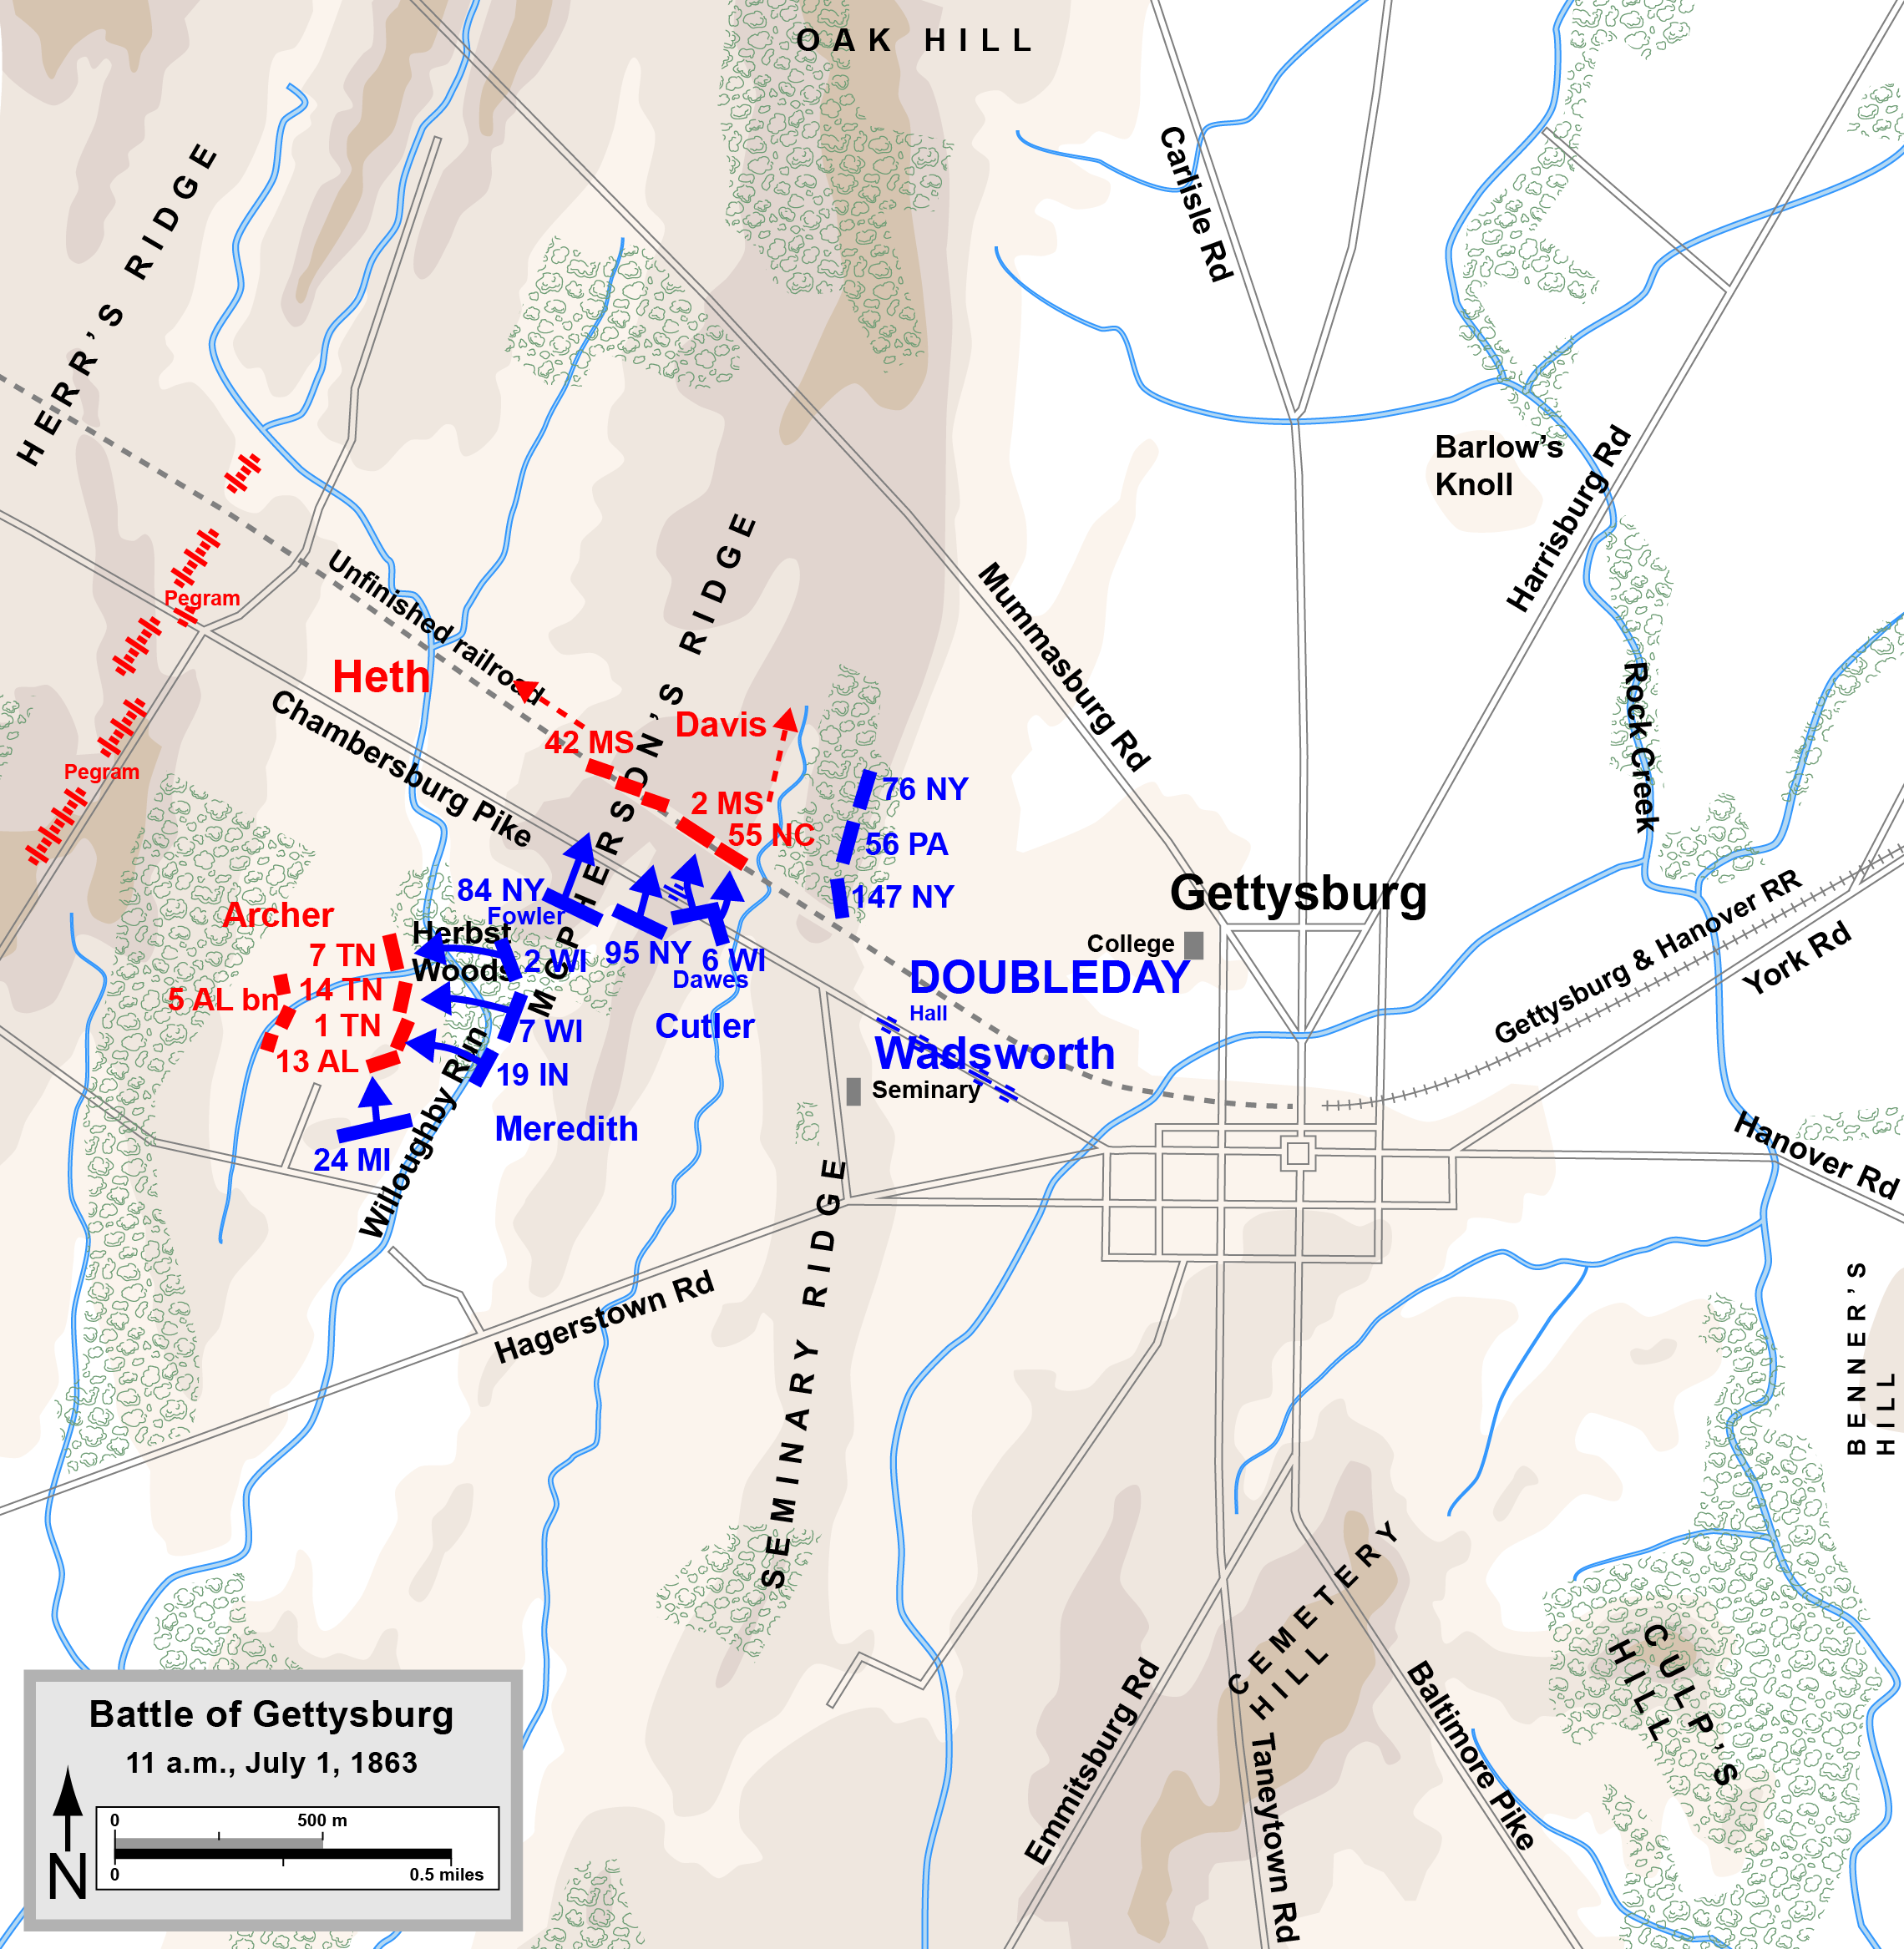 OAK HILL
HERR'S RIDGE
Carlisle Rd
Barlow's
Knoll
Harrisburg Rd
Mummasburg Rd
Rock Creek
Pegram
Unfinished railroad
Heth
Chambersburg Pike
Pegram
MCPHERSON'S RIDGE
42 MS
Davis
2 MS
55 NC
76 NY
56 PA
147 NY
84 NY
Fowler
95 NY
6 WI
Dawes
Cutler
Archer
Herbst
Woods
7 TN
2 WI
5 AL bn
14 TN
1 TN
7 WI
13 AL
19 IN
Meredith
24 MI
Willoughby Run
Gettysburg
College
DOUBLEDAY
Hall
Wadsworth
Seminary
Gettysburg & Hanover RR
York Rd
Hanover Rd
Hagerstown Rd
SEMINARY RIDGE
BENNER'S
HILL
CEMETERY
HILL
CULP'S
HILL
Emmitsburg Rd
Taneytown Rd
Baltimore Pike
Battle of Gettysburg
11 a.m., July 1, 1863
0 500 m
0 0.5 miles
N